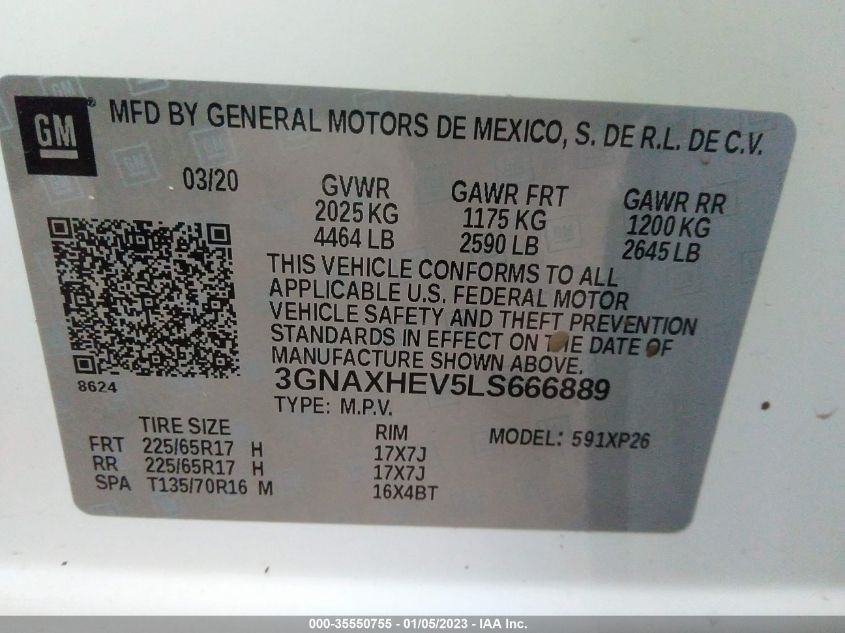 GM ® MFD BY GENERAL MOTORS DE MEXICO, S. DE R.L. DE C.V.
03/20
GVWR
2025 KG
4464 LB
GAWR FRT
1175 KG
2590 LB
GAWR RR
1200 KG
2645 LB
THIS VEHICLE CONFORMS TO ALL
APPLICABLE U.S. FEDERAL MOTOR
VEHICLE SAFETY AND THEFT PREVENTION
STANDARDS IN EFFECT ON THE DATE OF
MANUFACTURE SHOWN ABOVE.
8624
3GNAXHEV5LS666889
TYPE: M.P.V.
TIRE SIZE
FRT 225/65R17 H
RR 225/65R17 H
SPA T135/70R16 M
RIM
17X7J
17X7J
16X4BT
MODEL: 591XP26
000-35550755 - 01/05/2023 - IAA Inc.